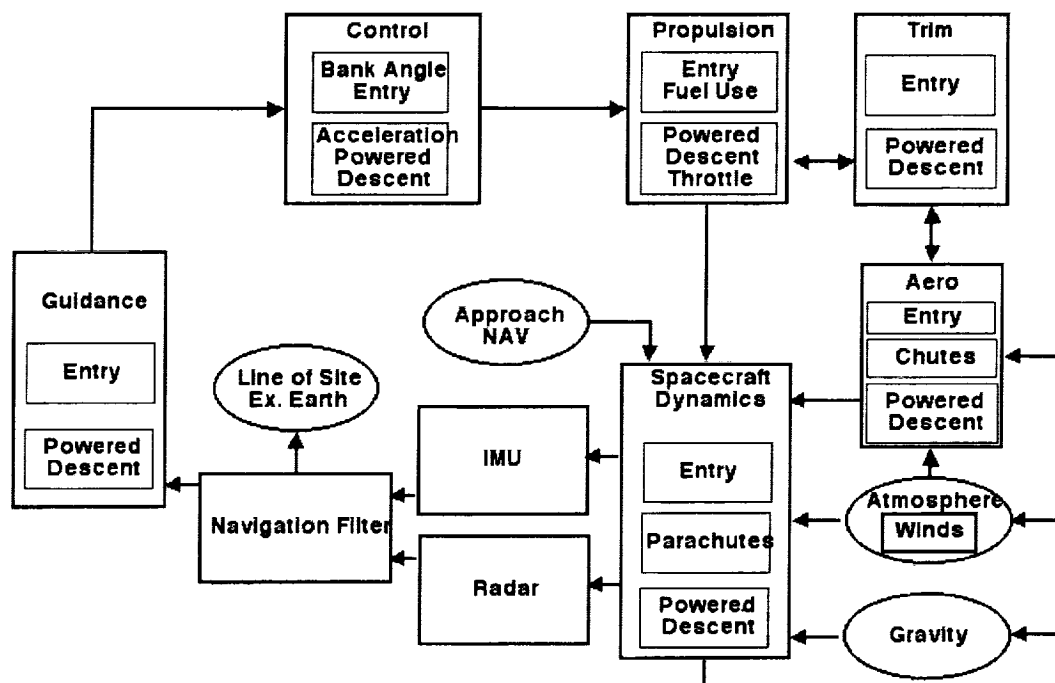 Control
Bank Angle
Entry
Acceleration
Powered
Descent
Propulsion
Entry
Fuel Use
Powered
Descent
Throttle
Trim
Entry
Powered
Descent
Guidance
Entry
Powered
Descent
Approach
NAV
Line of Site
Ex. Earth
Aero
Entry
Chutes
Powered
Descent
Spacecraft
Dynamics
Entry
Parachutes
Powered
Descent
IMU
Radar
Navigation Filter
Atmosphere
Winds
Gravity